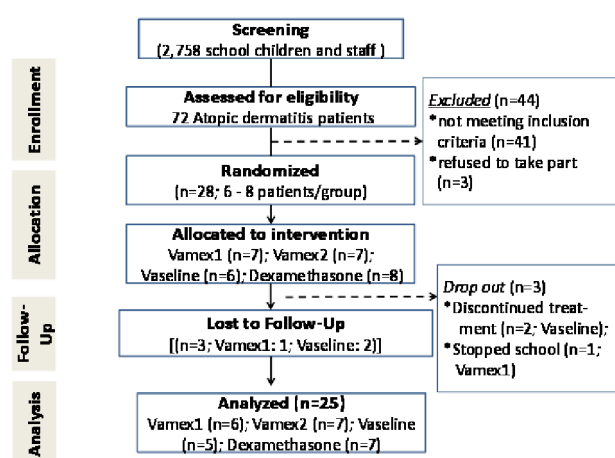 Screening
(2,758 school children and staff )
Enrollment
Assessed for eligibility
72 Atopic dermatitis patients
Excluded (n=44)
*not meeting inclusion
criteria (n=41)
*refused to take part
(n=3)
Randomized
(n=28; 6 - 8 patients/group)
Allocation
Allocated to intervention
Vamex1 (n=7); Vamex2 (n=7);
Vaseline (n=6); Dexamethasone (n=8)
Drop out (n=3)
*Discontinued treat-
ment (n=2; Vaseline);
*Stopped school (n=1;
Vamex1)
Follow-
Up
Lost to Follow-Up
[(n=3; Vamex1: 1; Vaseline: 2)]
Analysis
Analyzed (n=25)
Vamex1 (n=6); Vamex2 (n=7); Vaseline
(n=5); Dexamethasone (n=7)